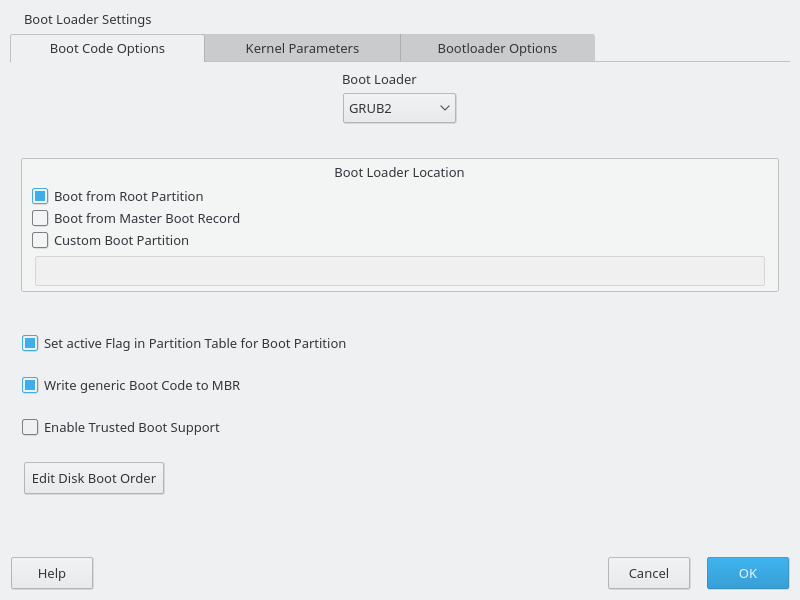 Boot Loader Settings
Boot Code Options
Kernel Parameters
Bootloader Options
Boot Loader
GRUB2
Boot Loader Location
Boot from Root Partition
Boot from Master Boot Record
Custom Boot Partition
Set active Flag in Partition Table for Boot Partition
Write generic Boot Code to MBR
Enable Trusted Boot Support
Edit Disk Boot Order
Help
Cancel
OK